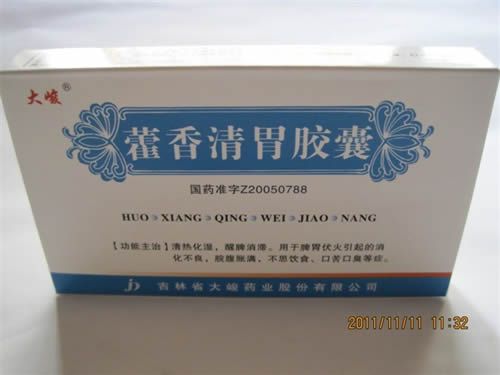 大峻®
藿香清胃胶囊
国药准字Z20050788
HUO XIANG QING WEI JIAO NANG
【功能主治】清热化湿，醒脾消滞。用于脾胃伏火引起的消
化不良，脘腹胀满，不思饮食、口苦口臭等症。
吉林省大峻药业股份有限公司
2011/11/11 11:32